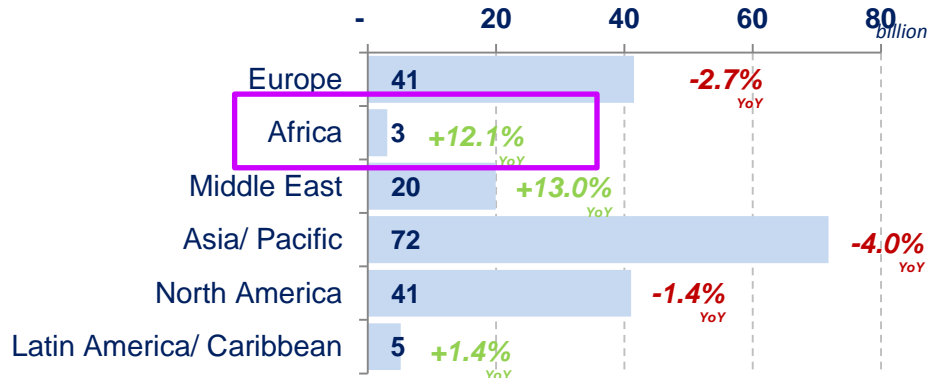 - 20 40 60 80
billion
Europe 41 -2.7%
YoY
Africa 3 +12.1%
YoY
Middle East 20 +13.0%
YoY
Asia/ Pacific 72 -4.0%
YoY
North America 41 -1.4%
YoY
Latin America/ Caribbean 5 +1.4%
YoY